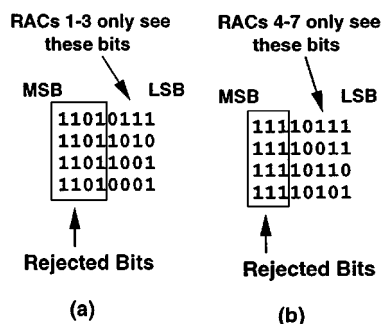 RACs 1-3 only see
these bits
MSB
LSB
11010111
11011010
11011001
11010001
Rejected Bits
(a)
RACs 4-7 only see
these bits
MSB
LSB
11110111
11110011
11110110
11110101
Rejected Bits
(b)